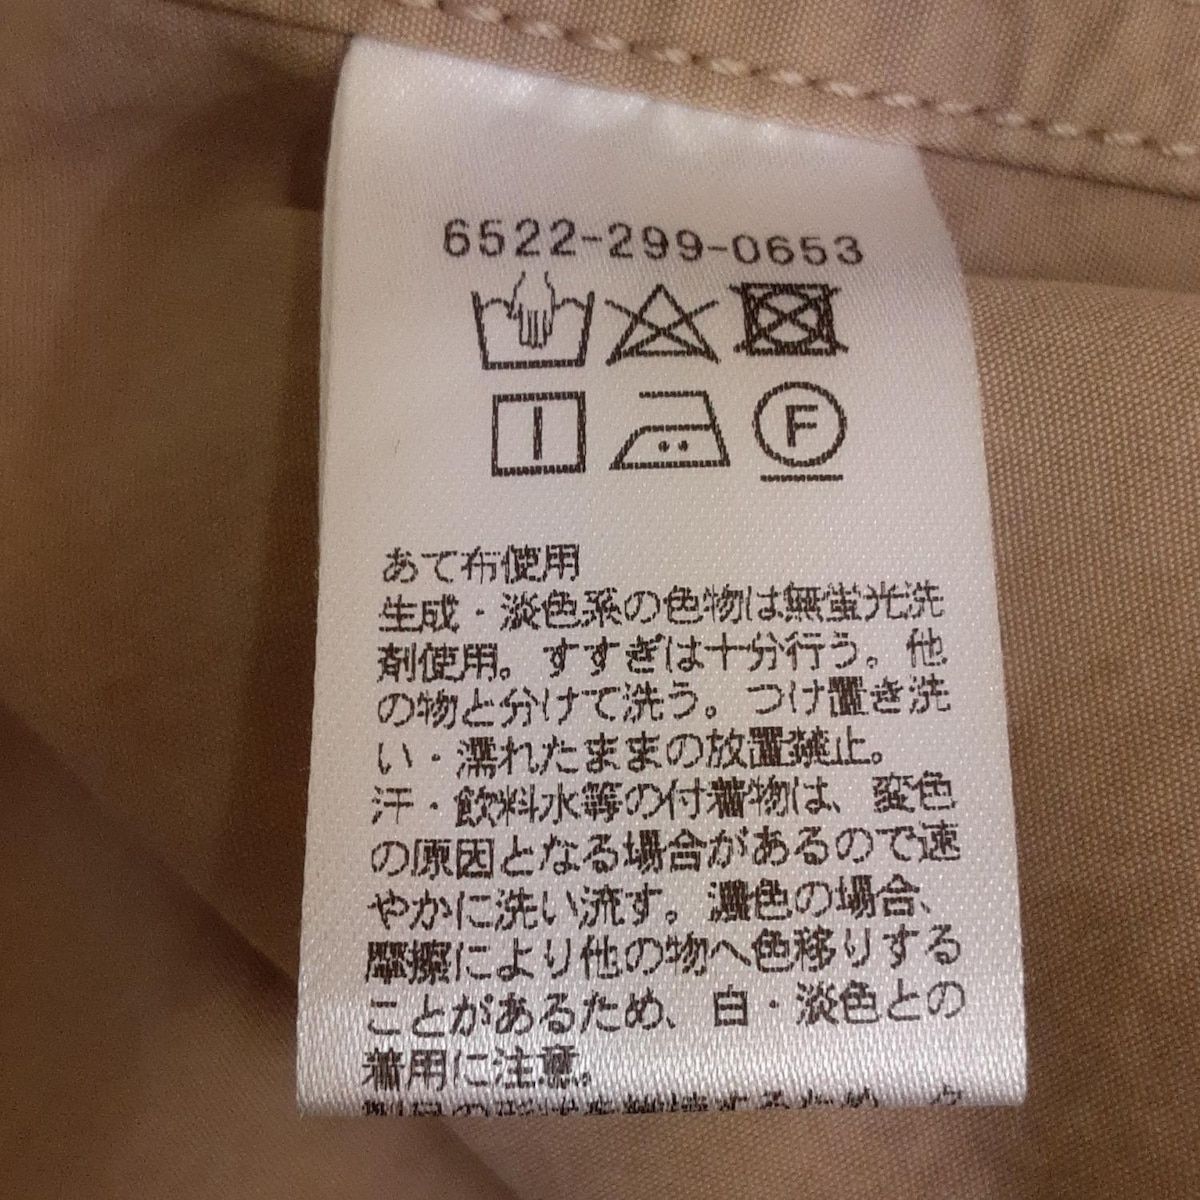 6522-299-0653
F
あて布使用
生成・淡色系の色物は無蛍光洗
剤使用。すすぎは十分行う。他
の物と分けて洗う。つけ置き洗
い・濡れたままの放置禁止。
汗・飲料水等の付着物は、変色
の原因となる場合があるので速
やかに洗い流す。濃色の場合、
摩擦により他の物へ色移りする
ことがあるため、白・淡色との
着用に注意。